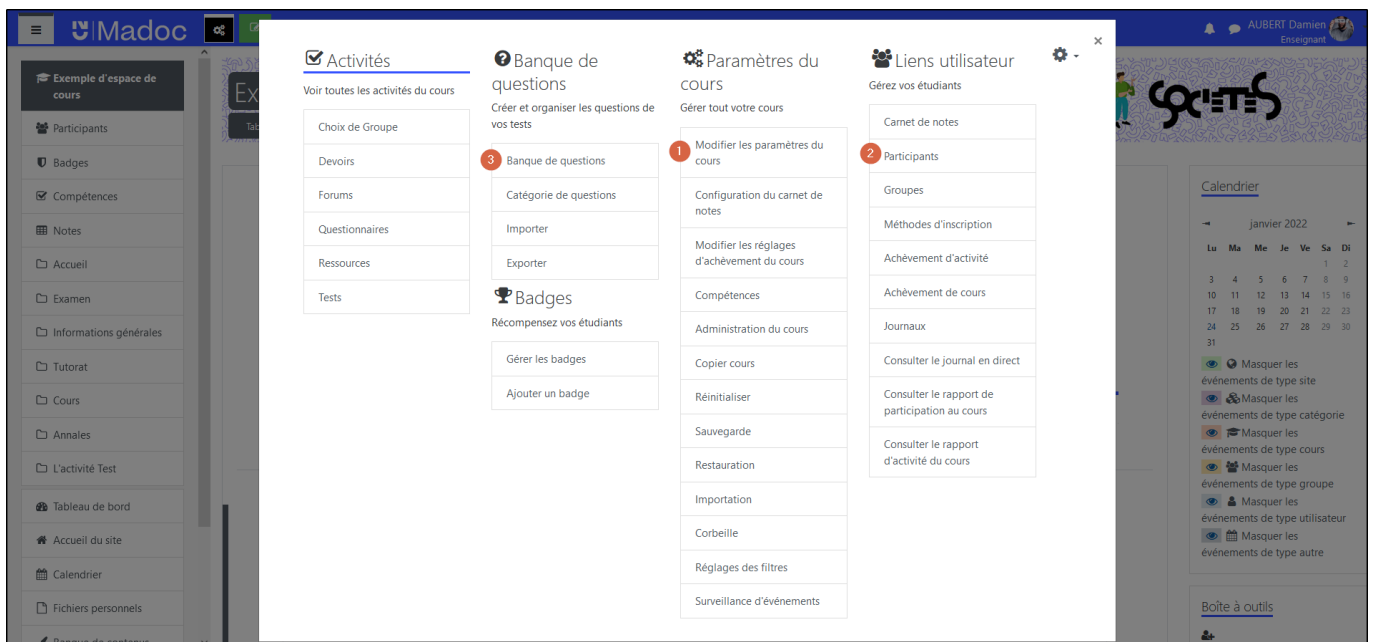 Madoc
AUBERT Damien
Enseignant
Exemple d'espace de
cours
Participants
Badges
Compétences
Notes
Accueil
Examen
Informations générales
Tutorat
Cours
Annales
L'activité Test
Tableau de bord
Accueil du site
Calendrier
Fichiers personnels
Banque de contenus
Ex
Tab
×
Activités
Voir toutes les activités du cours
Choix de Groupe
Devoirs
Forums
Questionnaires
Ressources
Tests
Banque de
questions
Créer et organiser les questions de
vos tests
3 Banque de questions
Catégorie de questions
Importer
Exporter
Badges
Récompensez vos étudiants
Gérer les badges
Ajouter un badge
Paramètres du
cours
Gérer tout votre cours
1 Modifier les paramètres du
cours
Configuration du carnet de
notes
Modifier les réglages
d'achèvement du cours
Compétences
Administration du cours
Copier cours
Réinitialiser
Sauvegarde
Restauration
Importation
Corbeille
Réglages des filtres
Surveillance d'événements
Liens utilisateur
Gérez vos étudiants
Carnet de notes
2 Participants
Groupes
Méthodes d'inscription
Achèvement d'activité
Achèvement de cours
Journaux
Consulter le journal en direct
Consulter le rapport de
participation au cours
Consulter le rapport
d'activité du cours
SOCIETES
Calendrier
janvier 2022
Lu Ma Me Je Ve Sa Di
1 2
3 4 5 6 7 8 9
10 11 12 13 14 15 16
17 18 19 20 21 22 23
24 25 26 27 28 29 30
31
Masquer les
événements de type site
Masquer les
événements de type catégorie
Masquer les
événements de type cours
Masquer les
événements de type groupe
Masquer les
événements de type utilisateur
Masquer les
événements de type autre
Boîte à outils